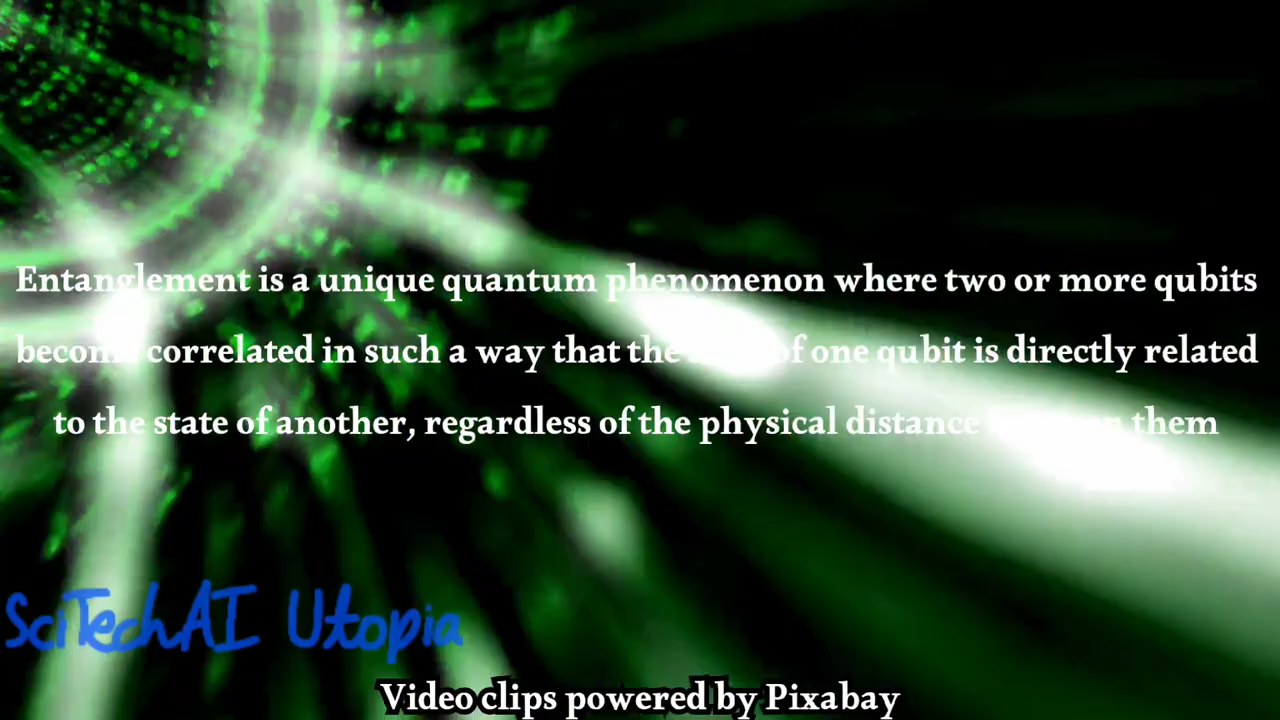 Entanglement is a unique quantum phenomenon where two or more qubits
become correlated in such a way that the of one qubit is directly related
to the state of another, regardless of the physical distance between them
SciTechAI Utopia
Video clips powered by Pixabay